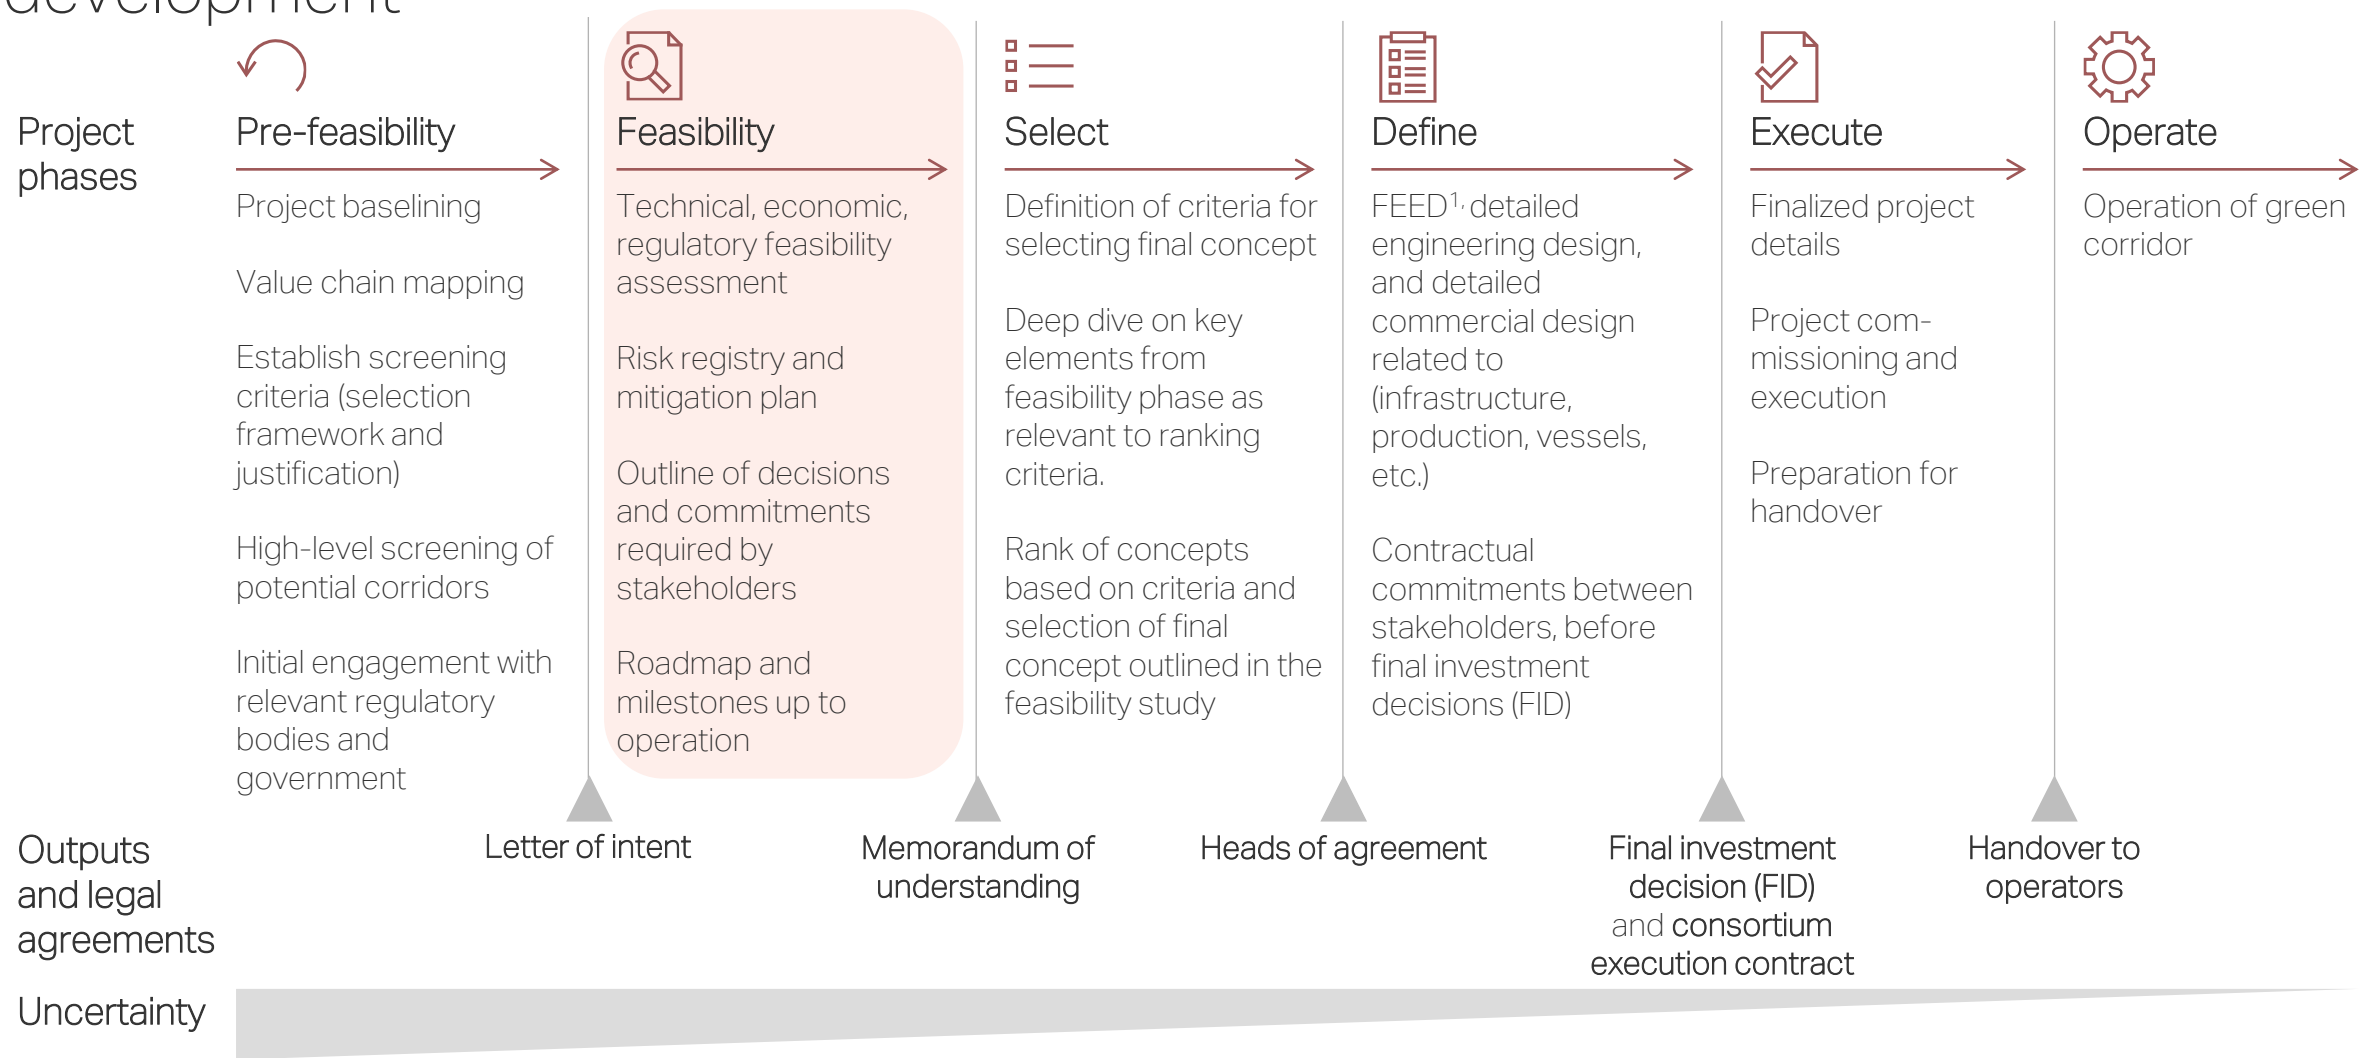 development
Project
phases
Pre-feasibility
Project baselining
Value chain mapping
Establish screening
criteria (selection
framework and
justification)
High-level screening of
potential corridors
Initial engagement with
relevant regulatory
bodies and
government
Feasibility
Technical, economic,
regulatory feasibility
assessment
Risk registry and
mitigation plan
Outline of decisions
and commitments
required by
stakeholders
Roadmap and
milestones up to
operation
Select
Definition of criteria for
selecting final concept
Deep dive on key
elements from
feasibility phase as
relevant to ranking
criteria.
Rank of concepts
based on criteria and
selection of final
concept outlined in the
feasibility study
Define
FEED¹, detailed
engineering design,
and detailed
commercial design
related to
(infrastructure,
production, vessels,
etc.)
Contractual
commitments between
stakeholders, before
final investment
decisions (FID)
Execute
Finalized project
details
Project com-
missioning and
execution
Preparation for
handover
Operate
Operation of green
corridor
Outputs
and legal
agreements
Letter of intent
Memorandum of
understanding
Heads of agreement
Final investment
decision (FID)
and consortium
execution contract
Handover to
operators
Uncertainty